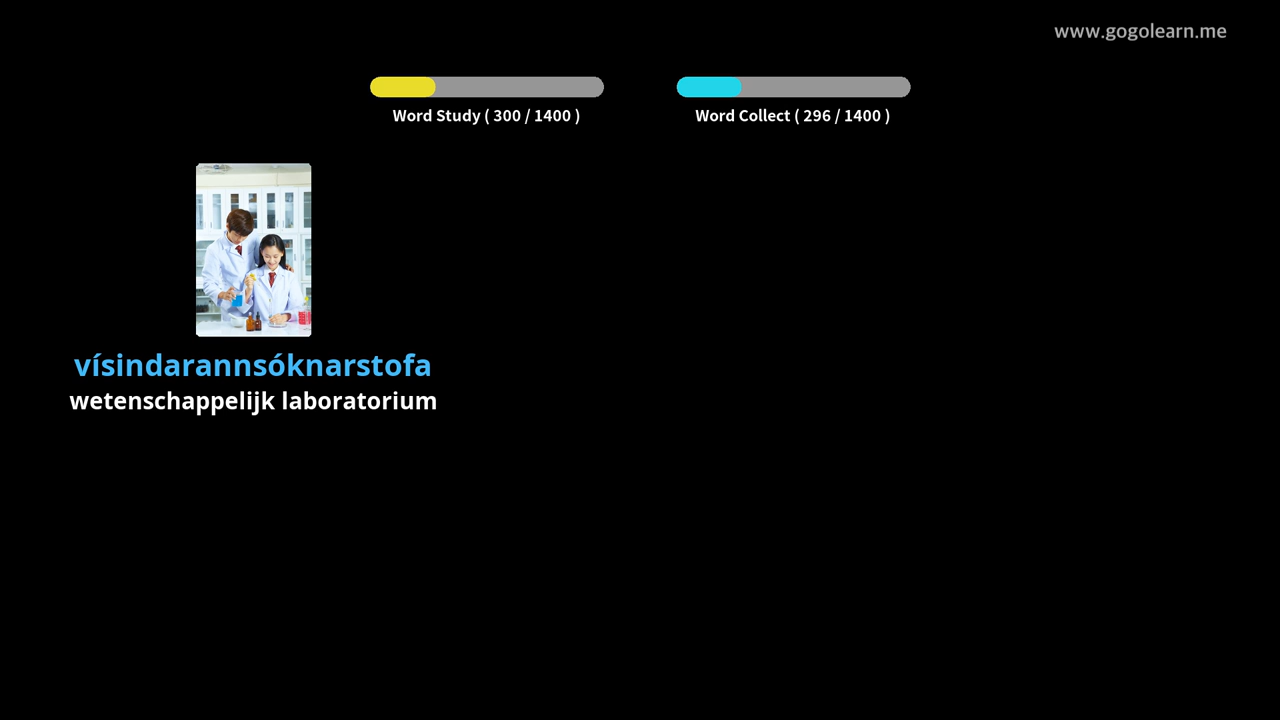 www.gogolearn.me
Word Study ( 300 / 1400 )
Word Collect ( 296 / 1400 )
vísindarannsóknarstofa
wetenschappelijk laboratorium